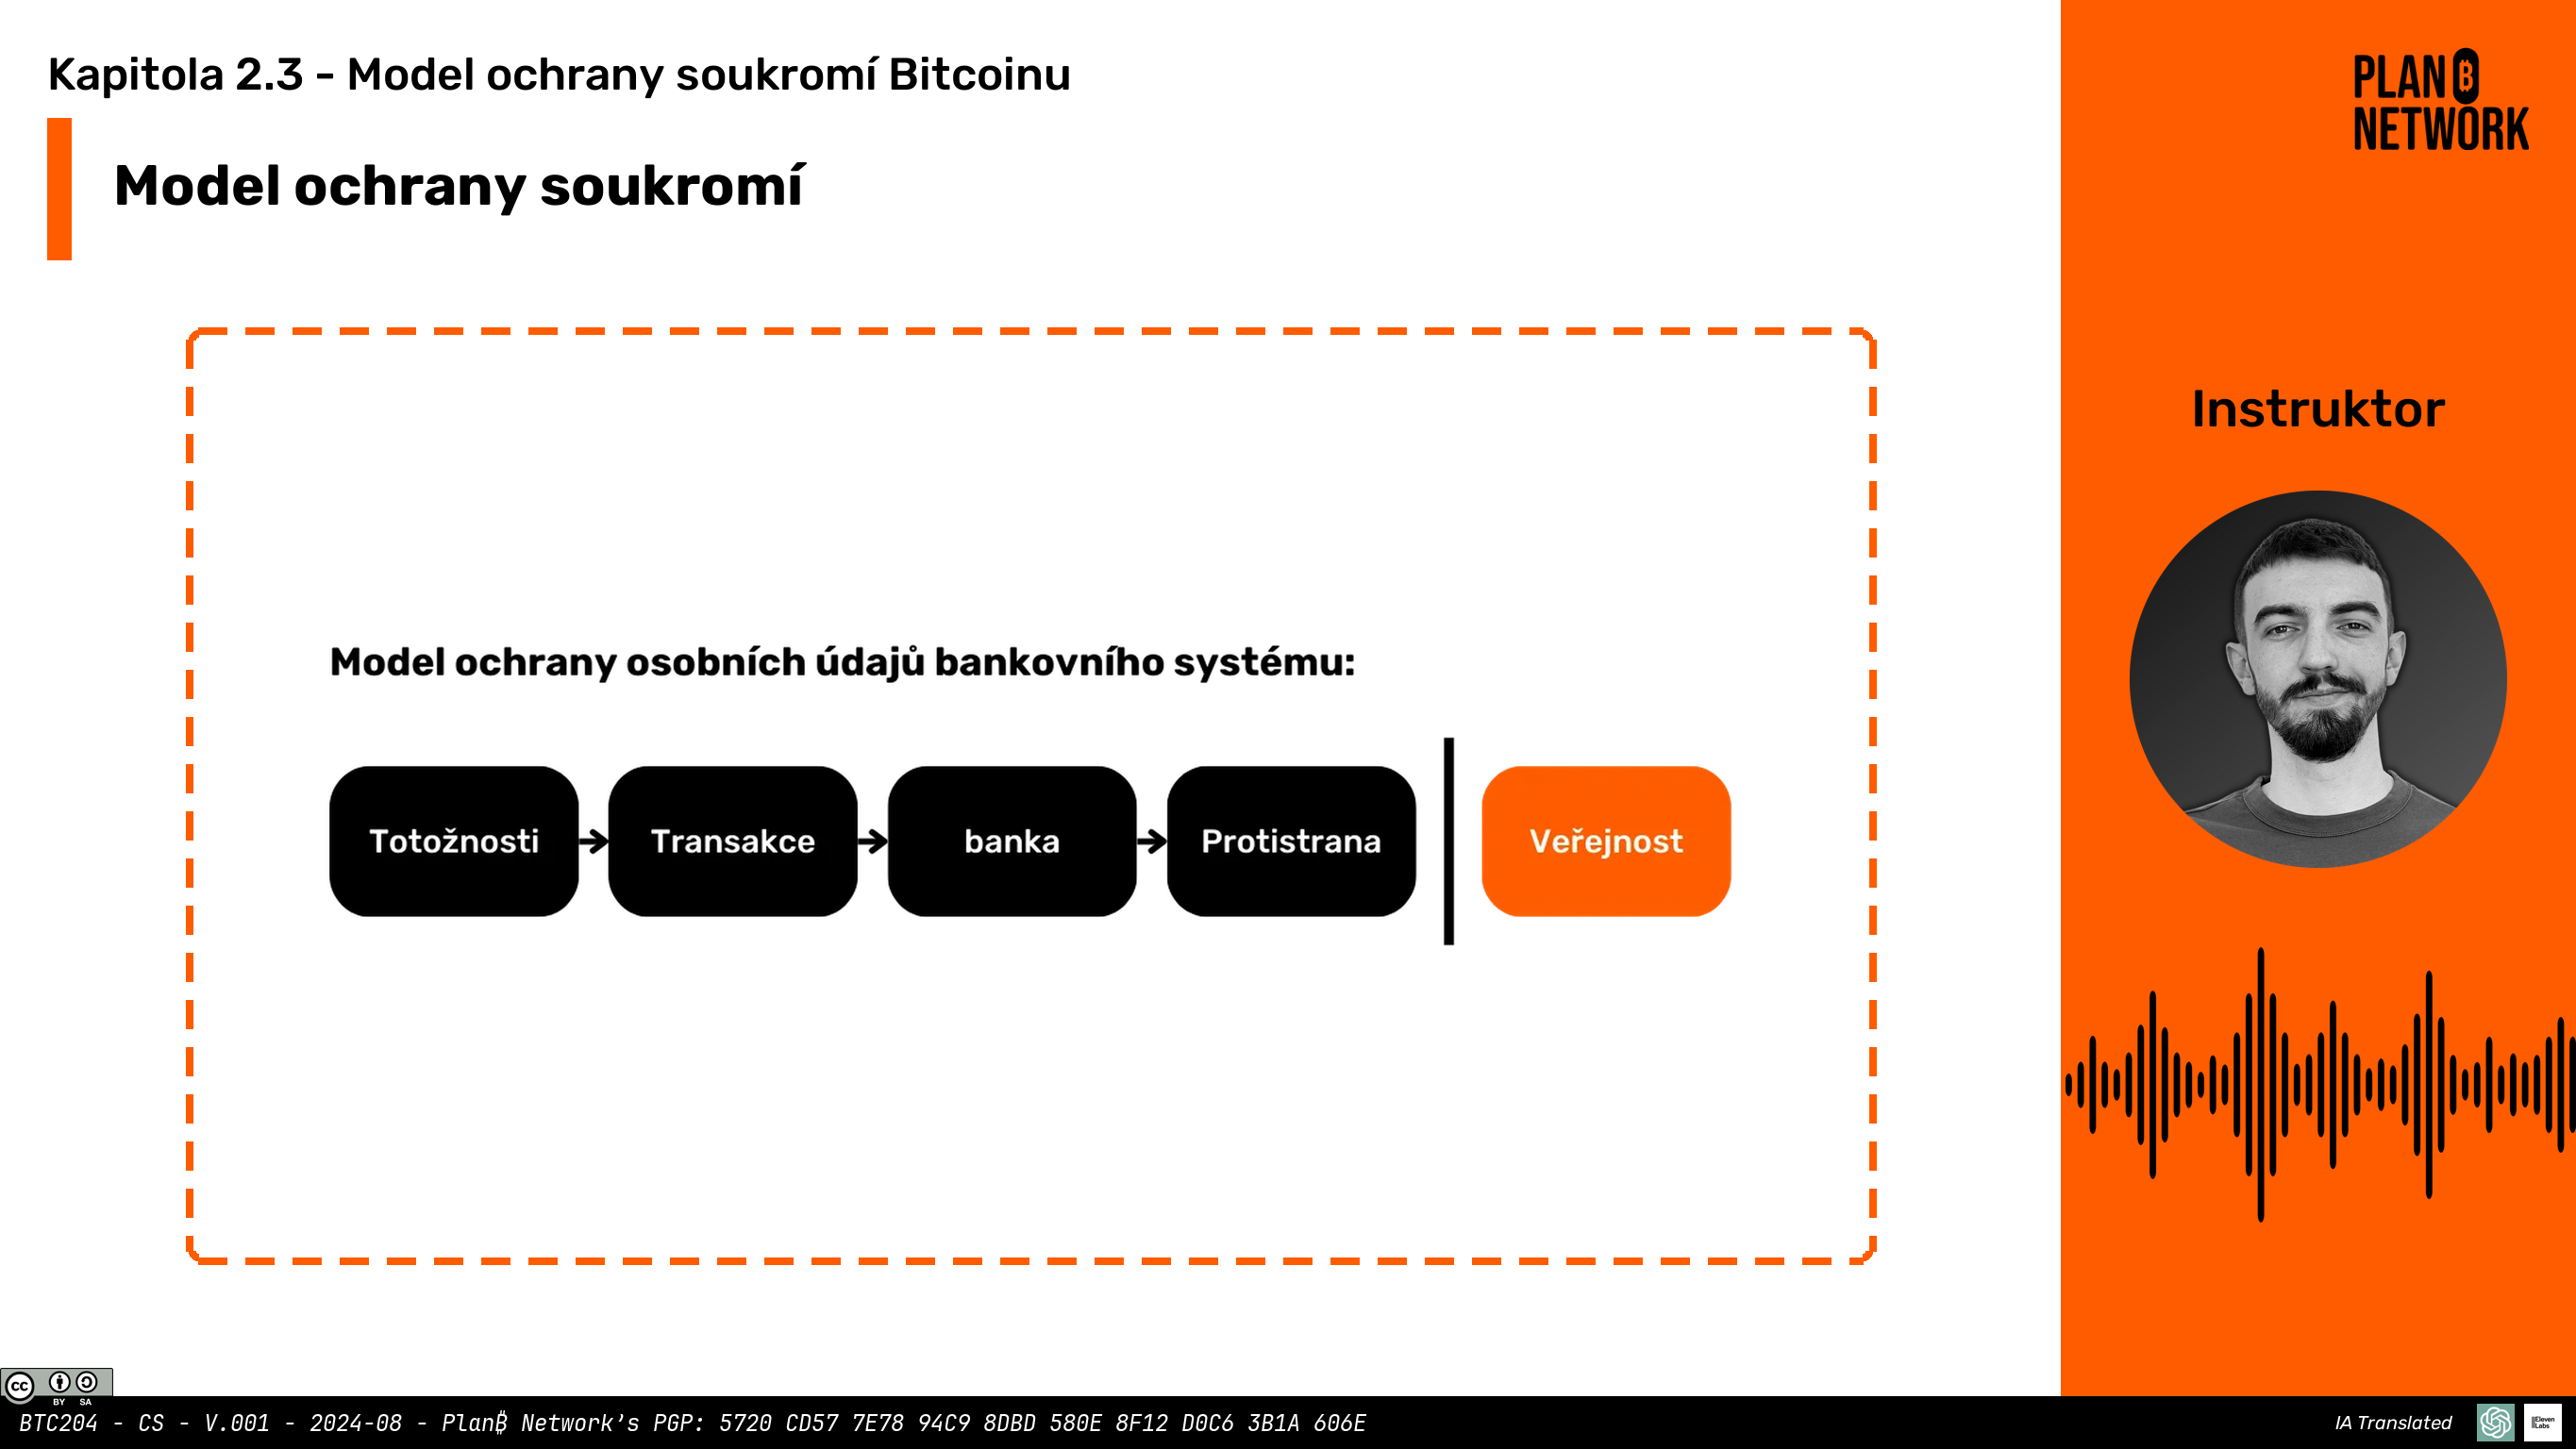 Kapitola 2.3 - Model ochrany soukromí Bitcoinu
Model ochrany soukromí
PLAN B
NETWORK
Instruktor
Model ochrany osobních údajů bankovního systému:
Totožnosti
Transakce
banka
Protistrana
Veřejnost
CC BY SA
BTC204 - CS - V.001 - 2024-08 - Plan₿ Network's PGP: 5720 CD57 7E78 94C9 8DBD 580E 8F12 D0C6 3B1A 606E
IA Translated
IIElevenLabs